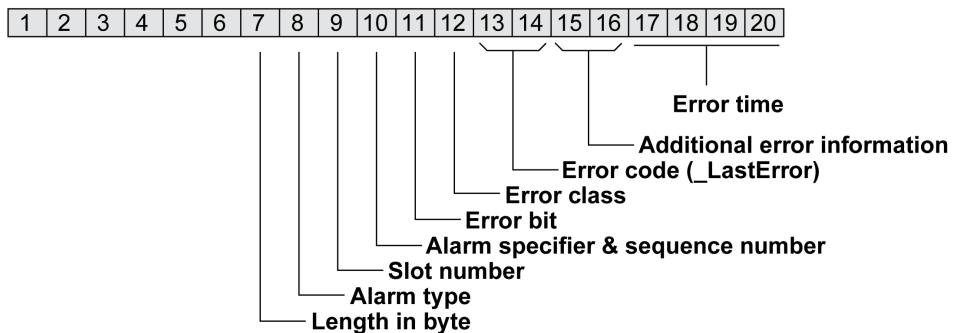 1 2 3 4 5 6 7 8 9 10 11 12 13 14 15 16 17 18 19 20
Error time
Additional error information
Error code (_LastError)
Error class
Error bit
Alarm specifier & sequence number
Slot number
Alarm type
Length in byte